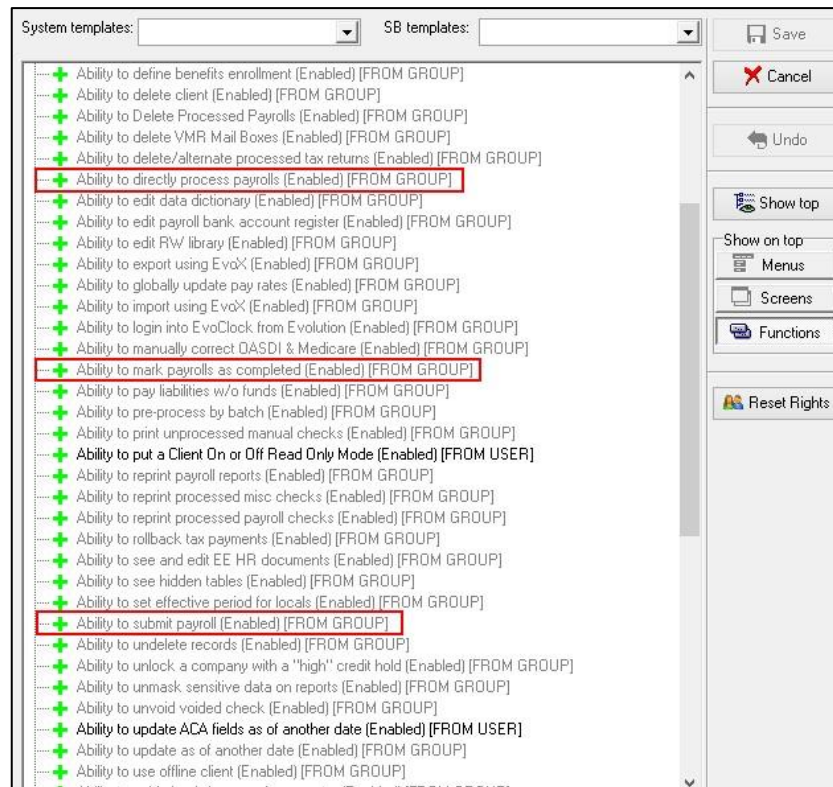 System templates:
SB templates:
Ability to define benefits enrollment (Enabled) [FROM GROUP]
Ability to delete client (Enabled) [FROM GROUP]
Ability to Delete Processed Payrolls (Enabled) [FROM GROUP]
Ability to delete VMR Mail Boxes (Enabled) [FROM GROUP]
Ability to delete/alternate processed tax returns (Enabled) [FROM GROUP]
Ability to directly process payrolls (Enabled) [FROM GROUP]
Ability to edit data dictionary (Enabled) [FROM GROUP]
Ability to edit payroll bank account register (Enabled) [FROM GROUP]
Ability to edit RW library (Enabled) [FROM GROUP]
Ability to export using EvoX (Enabled) [FROM GROUP]
Ability to globally update pay rates (Enabled) [FROM GROUP]
Ability to import using EvoX (Enabled) [FROM GROUP]
Ability to login into EvoClock from Evolution (Enabled) [FROM GROUP]
Ability to manually correct OASDI & Medicare (Enabled) [FROM GROUP]
Ability to mark payrolls as completed (Enabled) [FROM GROUP]
Ability to pay liabilities w/o funds (Enabled) [FROM GROUP]
Ability to pre-process by batch (Enabled) [FROM GROUP]
Ability to print unprocessed manual checks (Enabled) [FROM GROUP]
Ability to put a Client On or Off Read Only Mode (Enabled) [FROM USER]
Ability to reprint payroll reports (Enabled) [FROM GROUP]
Ability to reprint processed misc checks (Enabled) [FROM GROUP]
Ability to reprint processed payroll checks (Enabled) [FROM GROUP]
Ability to rollback tax payments (Enabled) [FROM GROUP]
Ability to see and edit EE HR documents (Enabled) [FROM GROUP]
Ability to see hidden tables (Enabled) [FROM GROUP]
Ability to set effective period for locals (Enabled) [FROM GROUP]
Ability to submit payroll (Enabled) [FROM GROUP]
Ability to undelete records (Enabled) [FROM GROUP]
Ability to unlock a company with a "high" credit hold (Enabled) [FROM GROUP]
Ability to unmask sensitive data on reports (Enabled) [FROM GROUP]
Ability to unvoid voided check (Enabled) [FROM GROUP]
Ability to update ACA fields as of another date (Enabled) [FROM USER]
Ability to update as of another date (Enabled) [FROM GROUP]
Ability to use offline client (Enabled) [FROM GROUP]
Save
Cancel
Undo
Show top
Show on top
Menus
Screens
Functions
Reset Rights